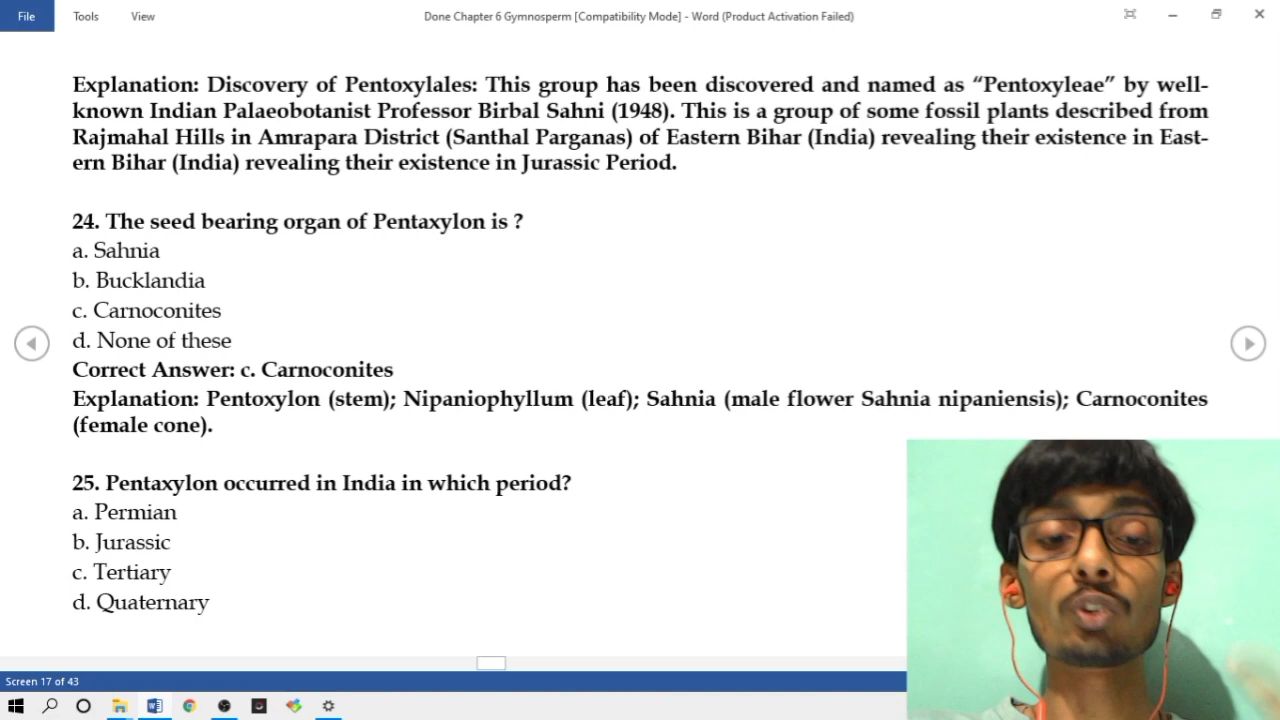 File Tools View Done Chapter 6 Gymnosperm [Compatibility Mode] - Word (Product Activation Failed)
Explanation: Discovery of Pentoxylales: This group has been discovered and named as “Pentoxyleae” by well-
known Indian Palaeobotanist Professor Birbal Sahni (1948). This is a group of some fossil plants described from
Rajmahal Hills in Amrapara District (Santhal Parganas) of Eastern Bihar (India) revealing their existence in East-
ern Bihar (India) revealing their existence in Jurassic Period.
24. The seed bearing organ of Pentaxylon is ?
a. Sahnia
b. Bucklandia
c. Carnoconites
d. None of these
Correct Answer: c. Carnoconites
Explanation: Pentoxylon (stem); Nipaniophyllum (leaf); Sahnia (male flower Sahnia nipaniensis); Carnoconites
(female cone).
25. Pentaxylon occurred in India in which period?
a. Permian
b. Jurassic
c. Tertiary
d. Quaternary
Screen 17 of 43